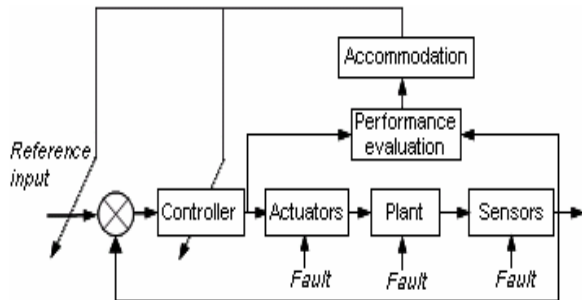 Accommodation
Performance
evaluation
Reference
input
Controller
Actuators
Plant
Sensors
Fault
Fault
Fault